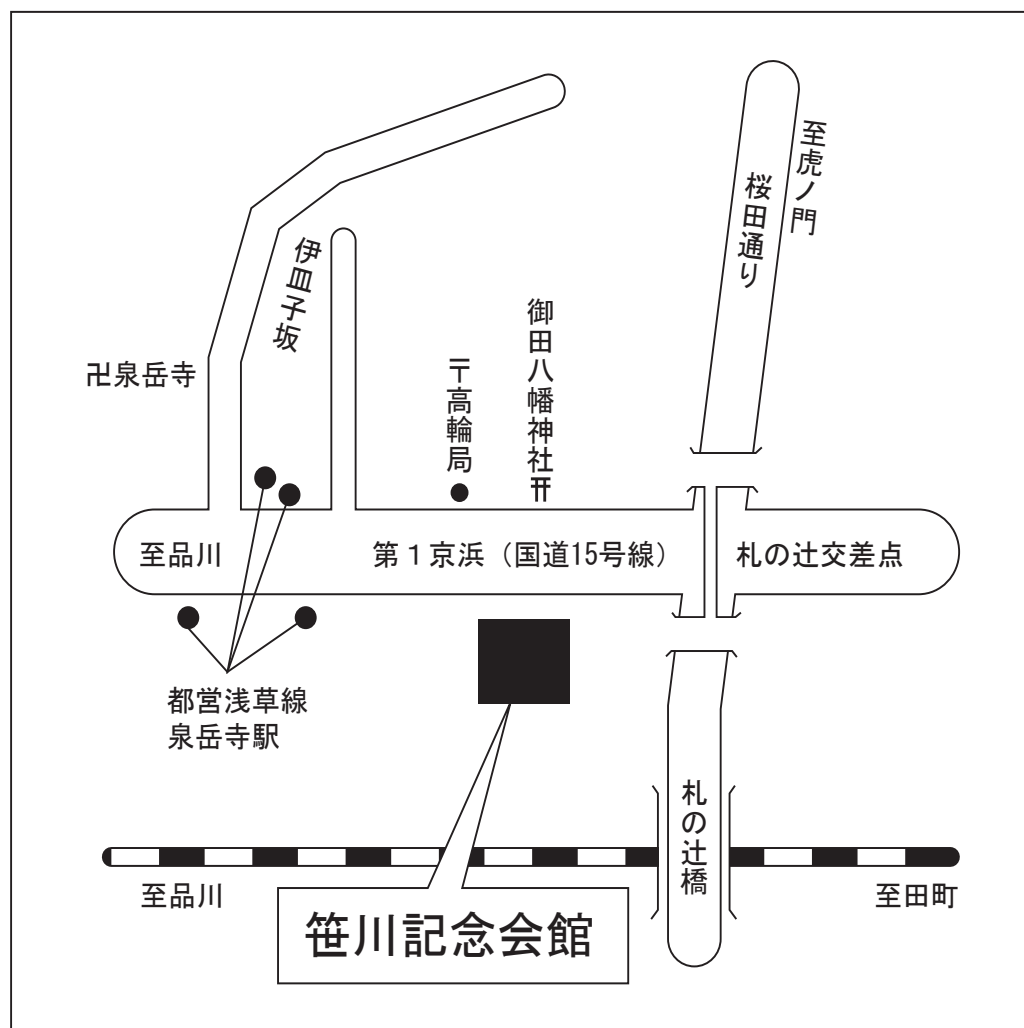 至虎ノ門
桜田通り
伊皿子坂
御田八幡神社
卍泉岳寺
〒高輪局
至品川
第1京浜（国道15号線）
札の辻交差点
都営浅草線
泉岳寺駅
札の辻橋
至品川
至田町
笹川記念会館